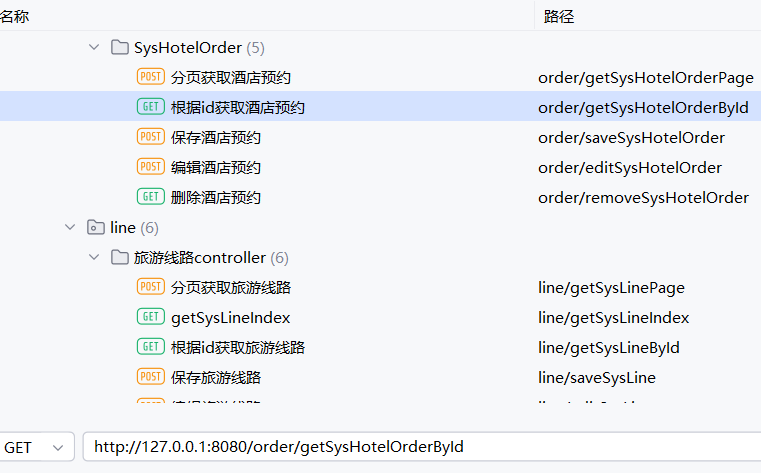 名称 路径
SysHotelOrder (5)
POST 分页获取酒店预约 order/getSysHotelOrderPage
GET 根据id获取酒店预约 order/getSysHotelOrderById
POST 保存酒店预约 order/saveSysHotelOrder
POST 编辑酒店预约 order/editSysHotelOrder
GET 删除酒店预约 order/removeSysHotelOrder
line (6)
旅游线路controller (6)
POST 分页获取旅游线路 line/getSysLinePage
GET getSysLineIndex line/getSysLineIndex
GET 根据id获取旅游线路 line/getSysLineById
POST 保存旅游线路 line/saveSysLine
GET http://127.0.0.1:8080/order/getSysHotelOrderById